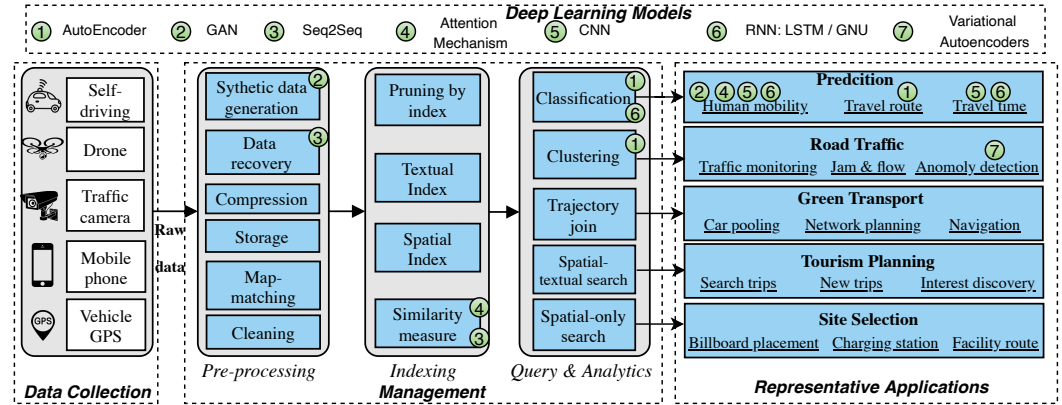 Deep Learning Models
1 AutoEncoder 2 GAN 3 Seq2Seq 4 Attention Mechanism 5 CNN 6 RNN: LSTM / GNU 7 Variational Autoencoders
Self-
driving
Drone
Traffic
camera
Mobile
phone
GPS
Vehicle
GPS
Data Collection
Raw
data
Sythetic data
generation
2
Data
recovery
3
Compression
Storage
Map-
matching
Cleaning
Pre-processing
Pruning by
index
Textual
Index
Spatial
Index
Similarity
measure
4
3
Indexing
Classification
1
6
Clustering
1
Trajectory
join
Spatial-
textual search
Spatial-only
search
Query & Analytics
Management
Predcition
2 4 5 6 1 5 6
Human mobility Travel route Travel time
Road Traffic
7
Traffic monitoring Jam & flow Anomoly detection
Green Transport
Car pooling Network planning Navigation
Tourism Planning
Search trips New trips Interest discovery
Site Selection
Billboard placement Charging station Facility route
Representative Applications